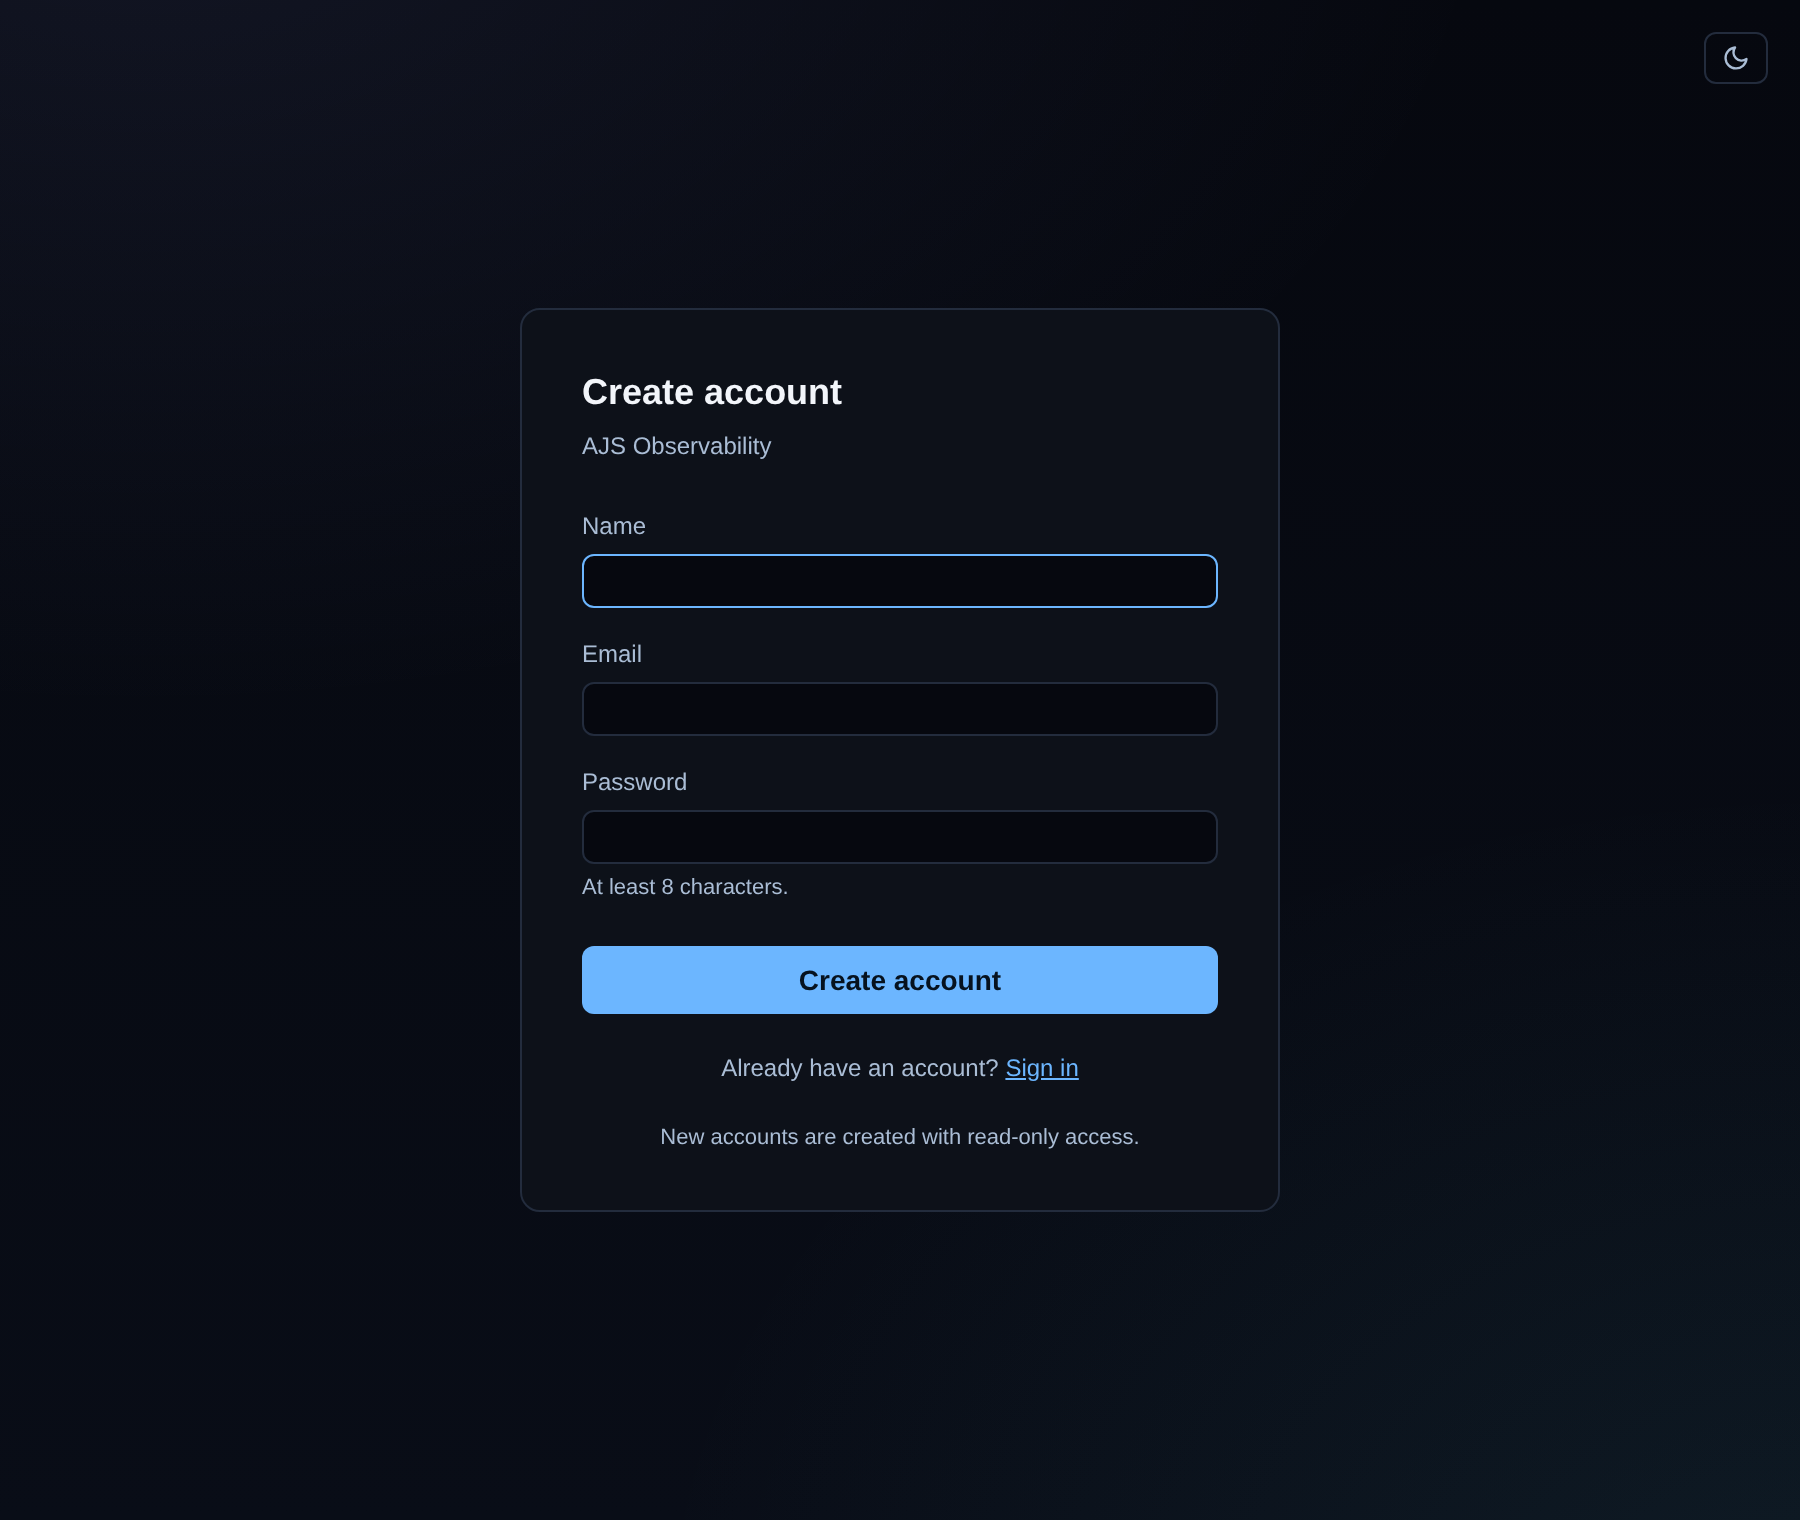 Create account
AJS Observability
Name
Email
Password
At least 8 characters.
Create account
Already have an account? Sign in
New accounts are created with read-only access.